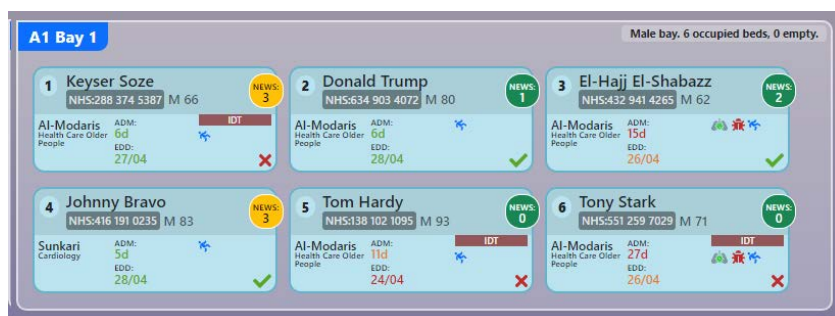 A1 Bay 1
Male bay. 6 occupied beds, 0 empty.
1 Keyser Soze
NHS:288 374 5387 M 66
NEWS: 3
Al-Modaris
Health Care Older People
IDT
ADM:
6d
EDD:
27/04
2 Donald Trump
NHS:634 903 4072 M 80
NEWS: 1
Al-Modaris
Health Care Older People
ADM:
6d
EDD:
28/04
3 El-Hajj El-Shabazz
NHS:432 941 4265 M 62
NEWS: 2
Al-Modaris
Health Care Older People
ADM:
15d
EDD:
26/04
4 Johnny Bravo
NHS:416 191 0235 M 83
NEWS: 3
Sunkari
Cardiology
ADM:
5d
EDD:
28/04
5 Tom Hardy
NHS:138 102 1095 M 93
NEWS: 0
Al-Modaris
Health Care Older People
IDT
ADM:
11d
EDD:
24/04
6 Tony Stark
NHS:551 259 7029 M 71
NEWS: 0
Al-Modaris
Health Care Older People
IDT
ADM:
27d
EDD:
26/04